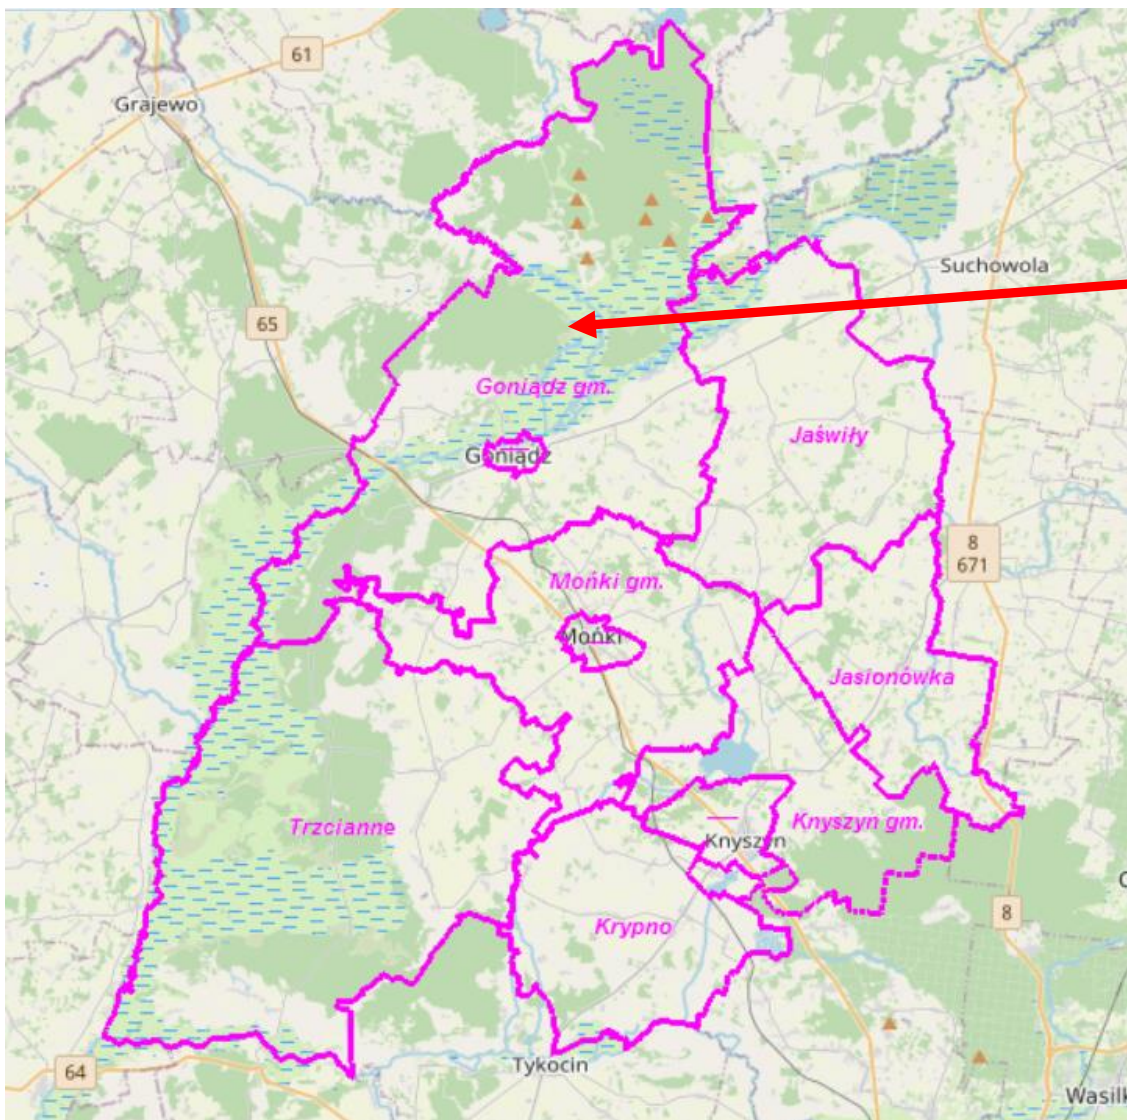 61
Grajewo
Suchowola
65
Goniądz gm.
Jaświły
Goniądz
8
671
Mońki gm.
Mońki
Jasionówka
Trzcianne
Knyszyn gm.
Knyszyn
8
Krypno
Tykocin
64